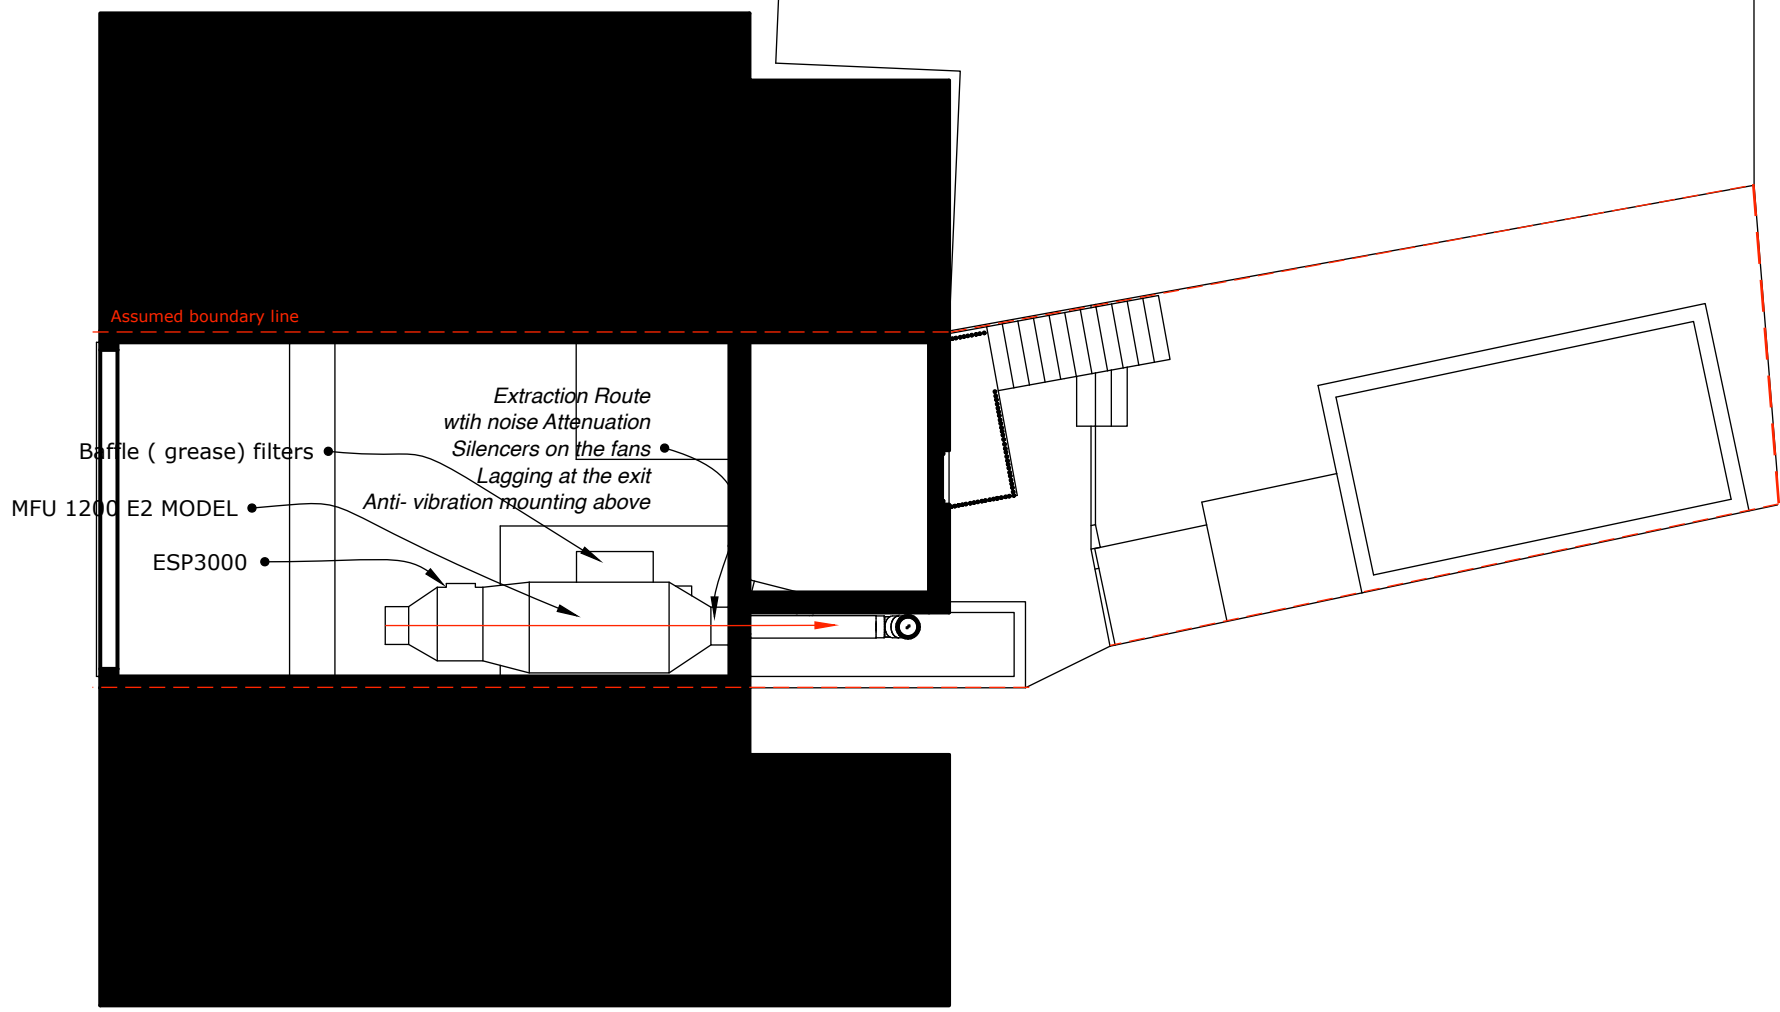 Assumed boundary line
Extraction Route
wtih noise Attenuation
Silencers on the fans
Lagging at the exit
Anti- vibration mounting above
Baffle ( grease) filters
MFU 1200 E2 MODEL
ESP3000